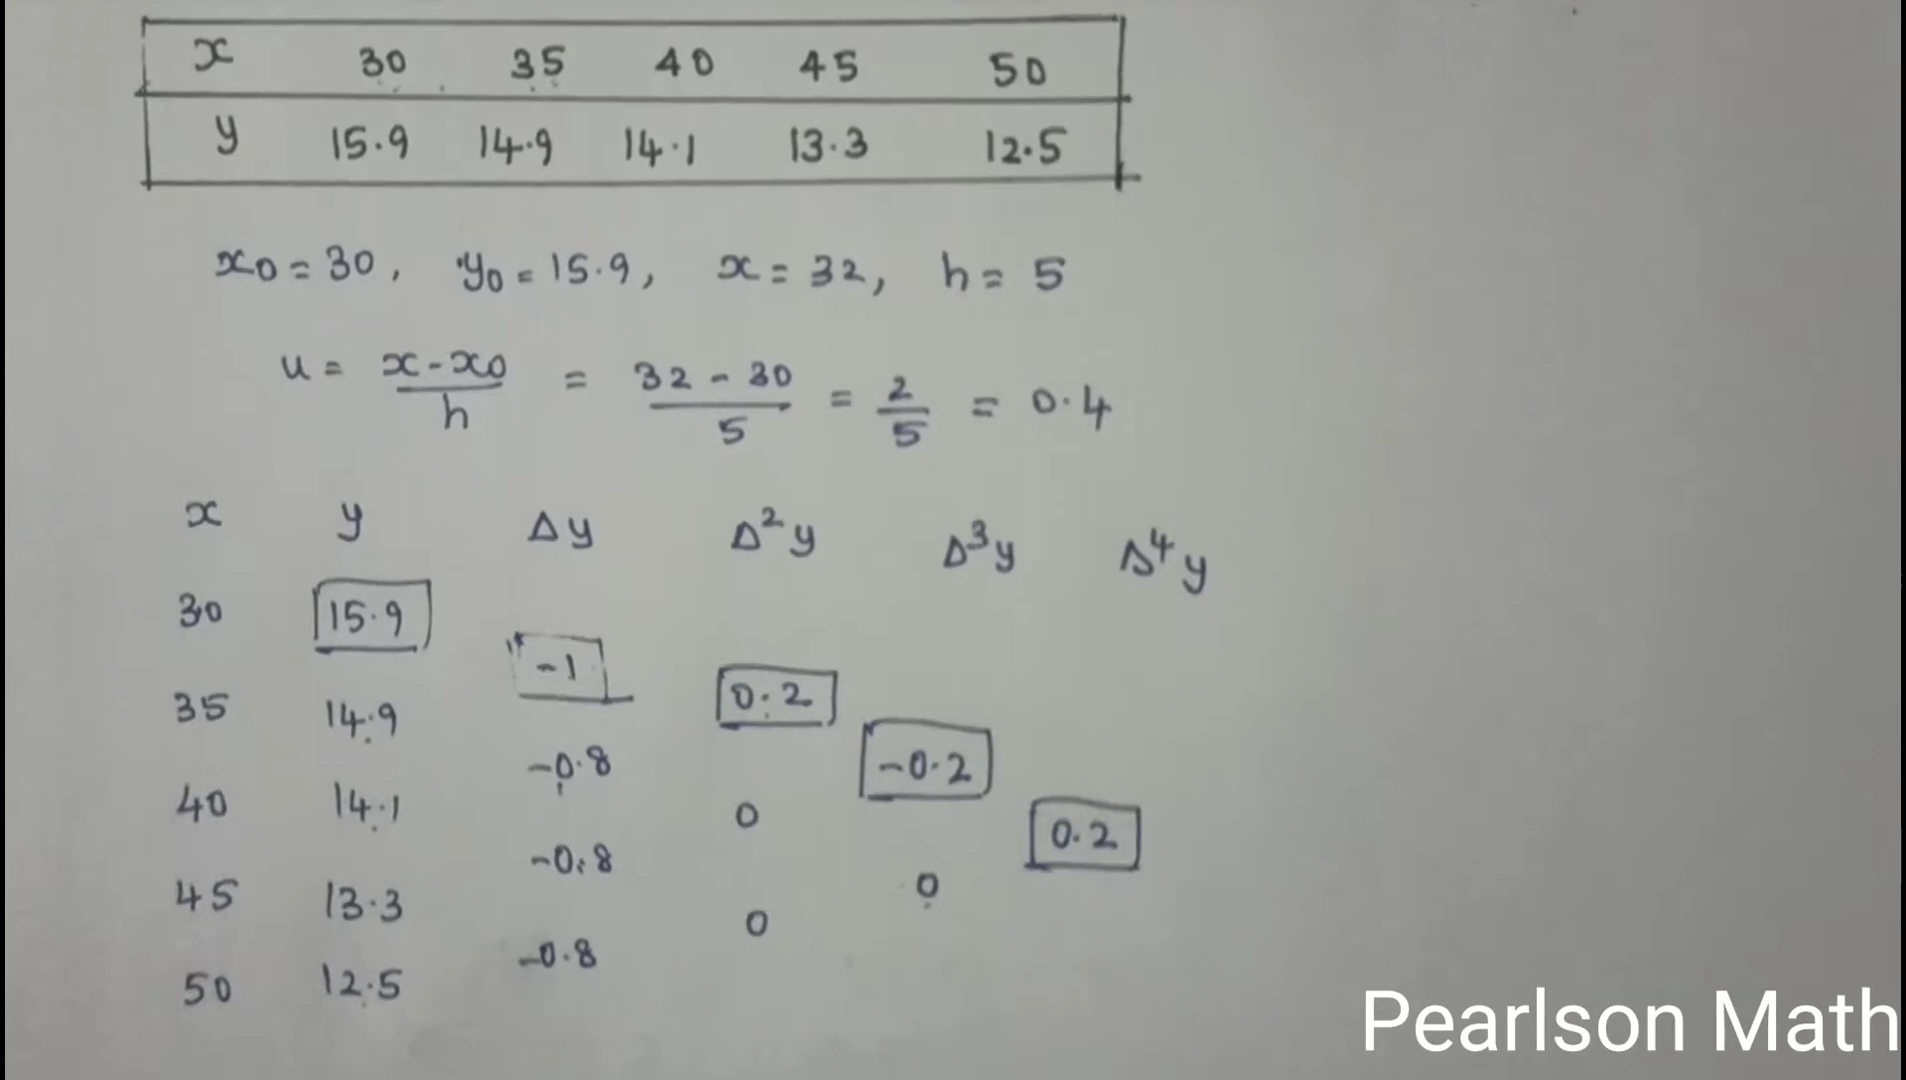 x 30 35 40 45 50
y 15.9 14.9 14.1 13.3 12.5
x0 = 30, y0 = 15.9, x = 32, h = 5
u = x - x0 / h = 32 - 30 / 5 = 2/5 = 0.4
x y Δy Δ²y Δ³y Δ⁴y
30 15.9
-1
0.2
35 14.9
-0.2
-0.8
40 14.1
0
0.2
-0.8
0
45 13.3
0
-0.8
50 12.5
Pearlson Math